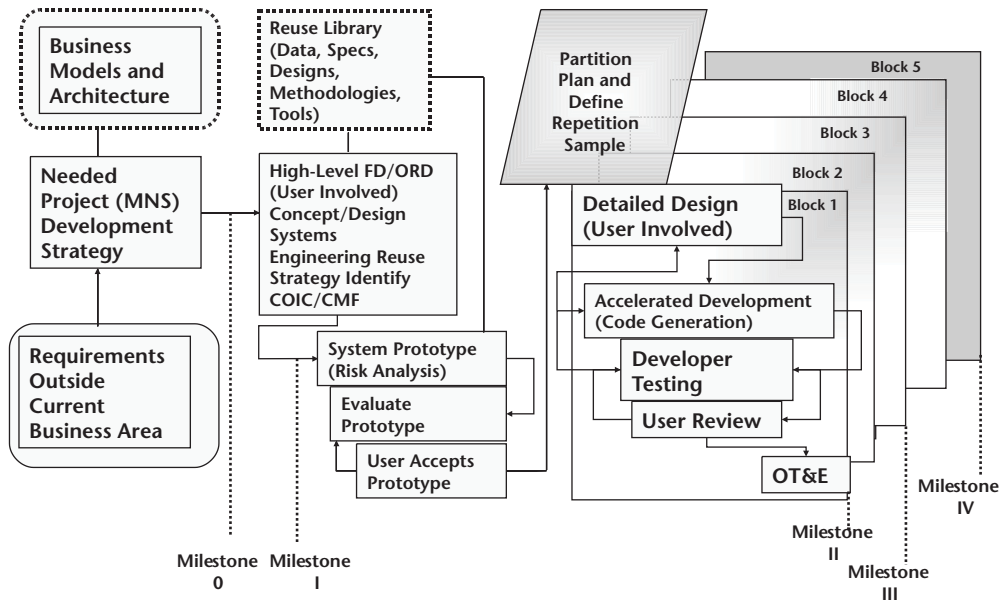 Business
Models and
Architecture
Needed
Project (MNS)
Development
Strategy
Requirements
Outside
Current
Business Area
Reuse Library
(Data, Specs,
Designs,
Methodologies,
Tools)
High-Level FD/ORD
(User Involved)
Concept/Design
Systems
Engineering Reuse
Strategy Identify
COIC/CMF
System Prototype
(Risk Analysis)
Evaluate
Prototype
User Accepts
Prototype
Partition
Plan and
Define
Repetition
Sample
Block 5
Block 4
Block 3
Block 2
Block 1
Detailed Design
(User Involved)
Accelerated Development
(Code Generation)
Developer
Testing
User Review
OT&E
Milestone
0
Milestone
I
Milestone
II
Milestone
III
Milestone
IV